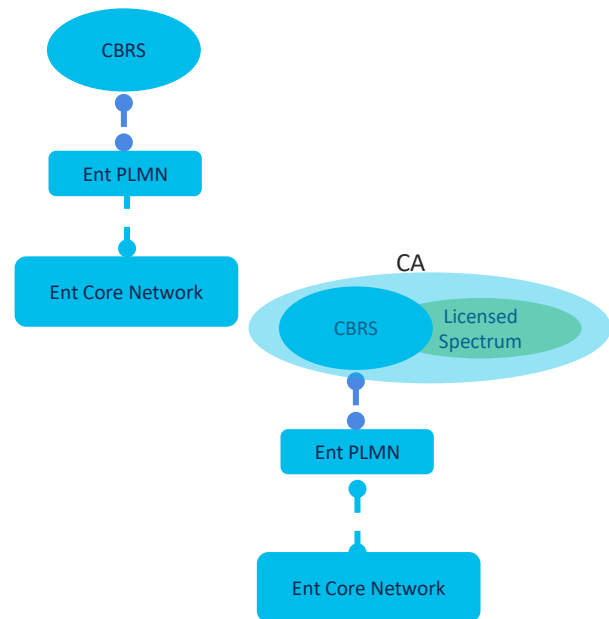 CBRS
Ent PLMN
Ent Core Network
CA
CBRS
Licensed
Spectrum
Ent PLMN
Ent Core Network